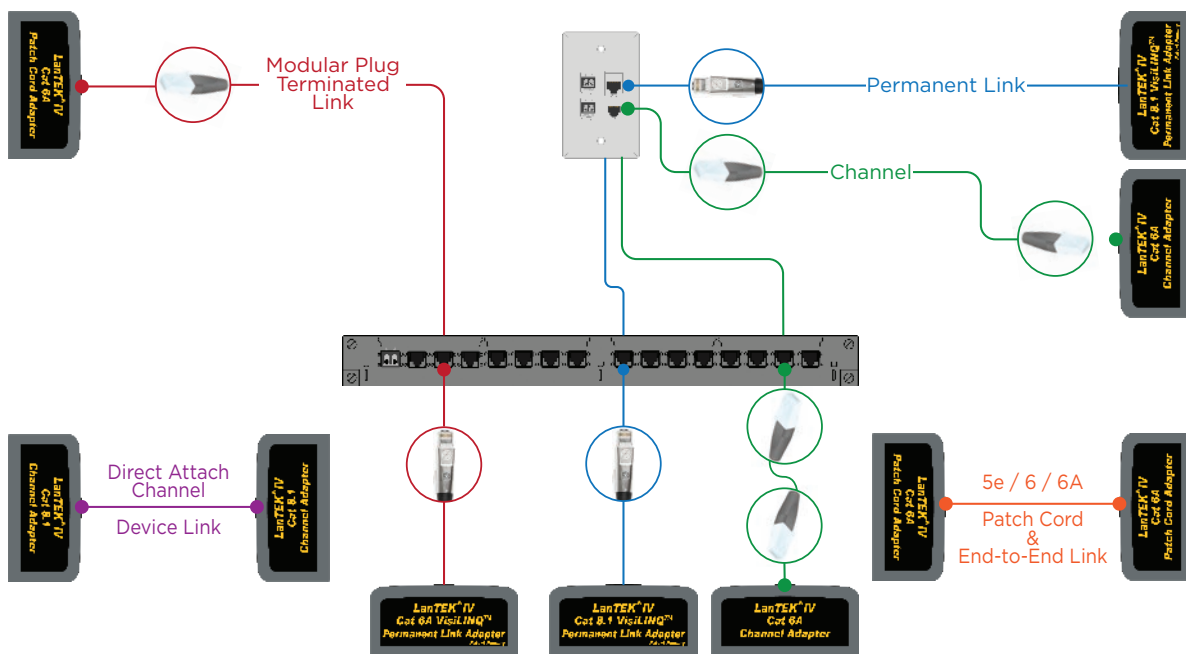 LanTEK® IV
Cat 6A
Patch Cord Adapter
Modular Plug
Terminated
Link
Permanent Link
LanTEK® IV
Cat 8.1 VisiLINQ™
Permanent Link Adapter
Channel
LanTEK® IV
Cat 6A
Channel Adapter
LanTEK® IV
Cat 8.1
Channel Adapter
Direct Attach
Channel
Device Link
LanTEK® IV
Cat 8.1
Channel Adapter
LanTEK® IV
Cat 6A
Patch Cord Adapter
5e / 6 / 6A
Patch Cord
&
End-to-End Link
LanTEK® IV
Cat 6A
Patch Cord Adapter
LanTEK® IV
Cat 6A VisiLINQ™
Permanent Link Adapter
LanTEK® IV
Cat 8.1 VisiLINQ™
Permanent Link Adapter
LanTEK® IV
Cat 6A
Channel Adapter